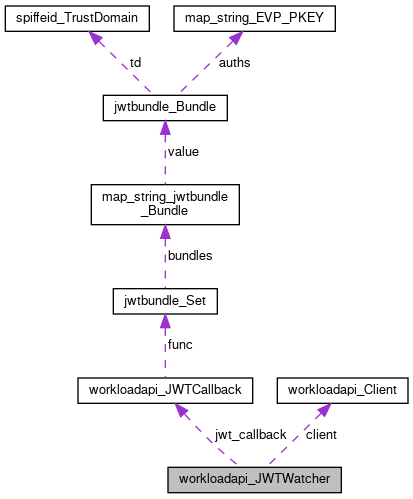 spiffeid_TrustDomain
map_string_EVP_PKEY
td
auths
jwtbundle_Bundle
value
map_string_jwtbundle
_Bundle
bundles
jwtbundle_Set
func
workloadapi_JWTCallback
workloadapi_Client
jwt_callback
client
workloadapi_JWTWatcher